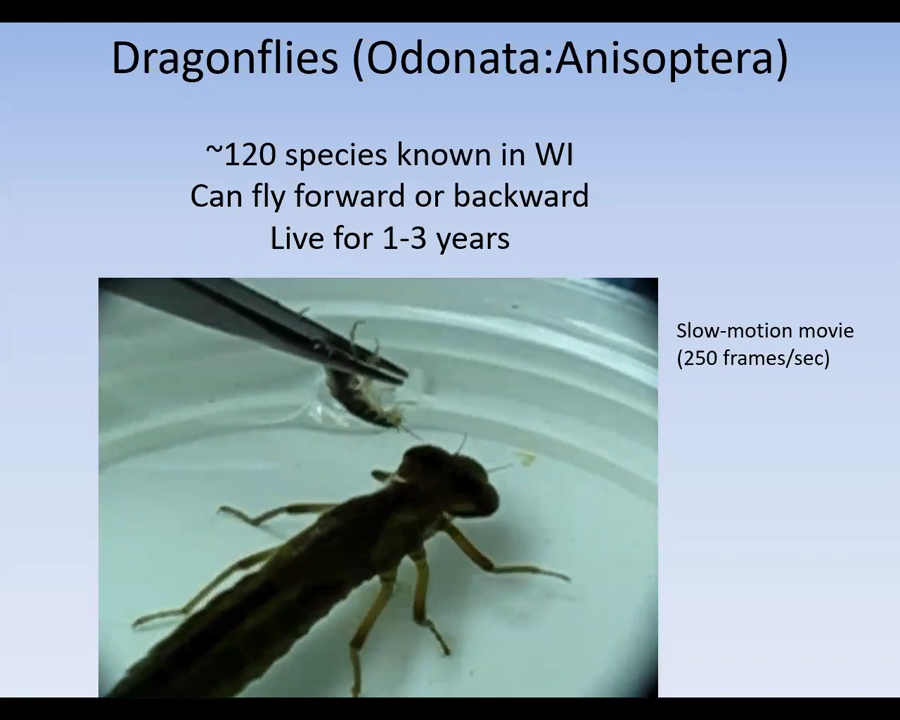 Dragonflies (Odonata:Anisoptera)
~120 species known in WI
Can fly forward or backward
Live for 1-3 years
Slow-motion movie
(250 frames/sec)